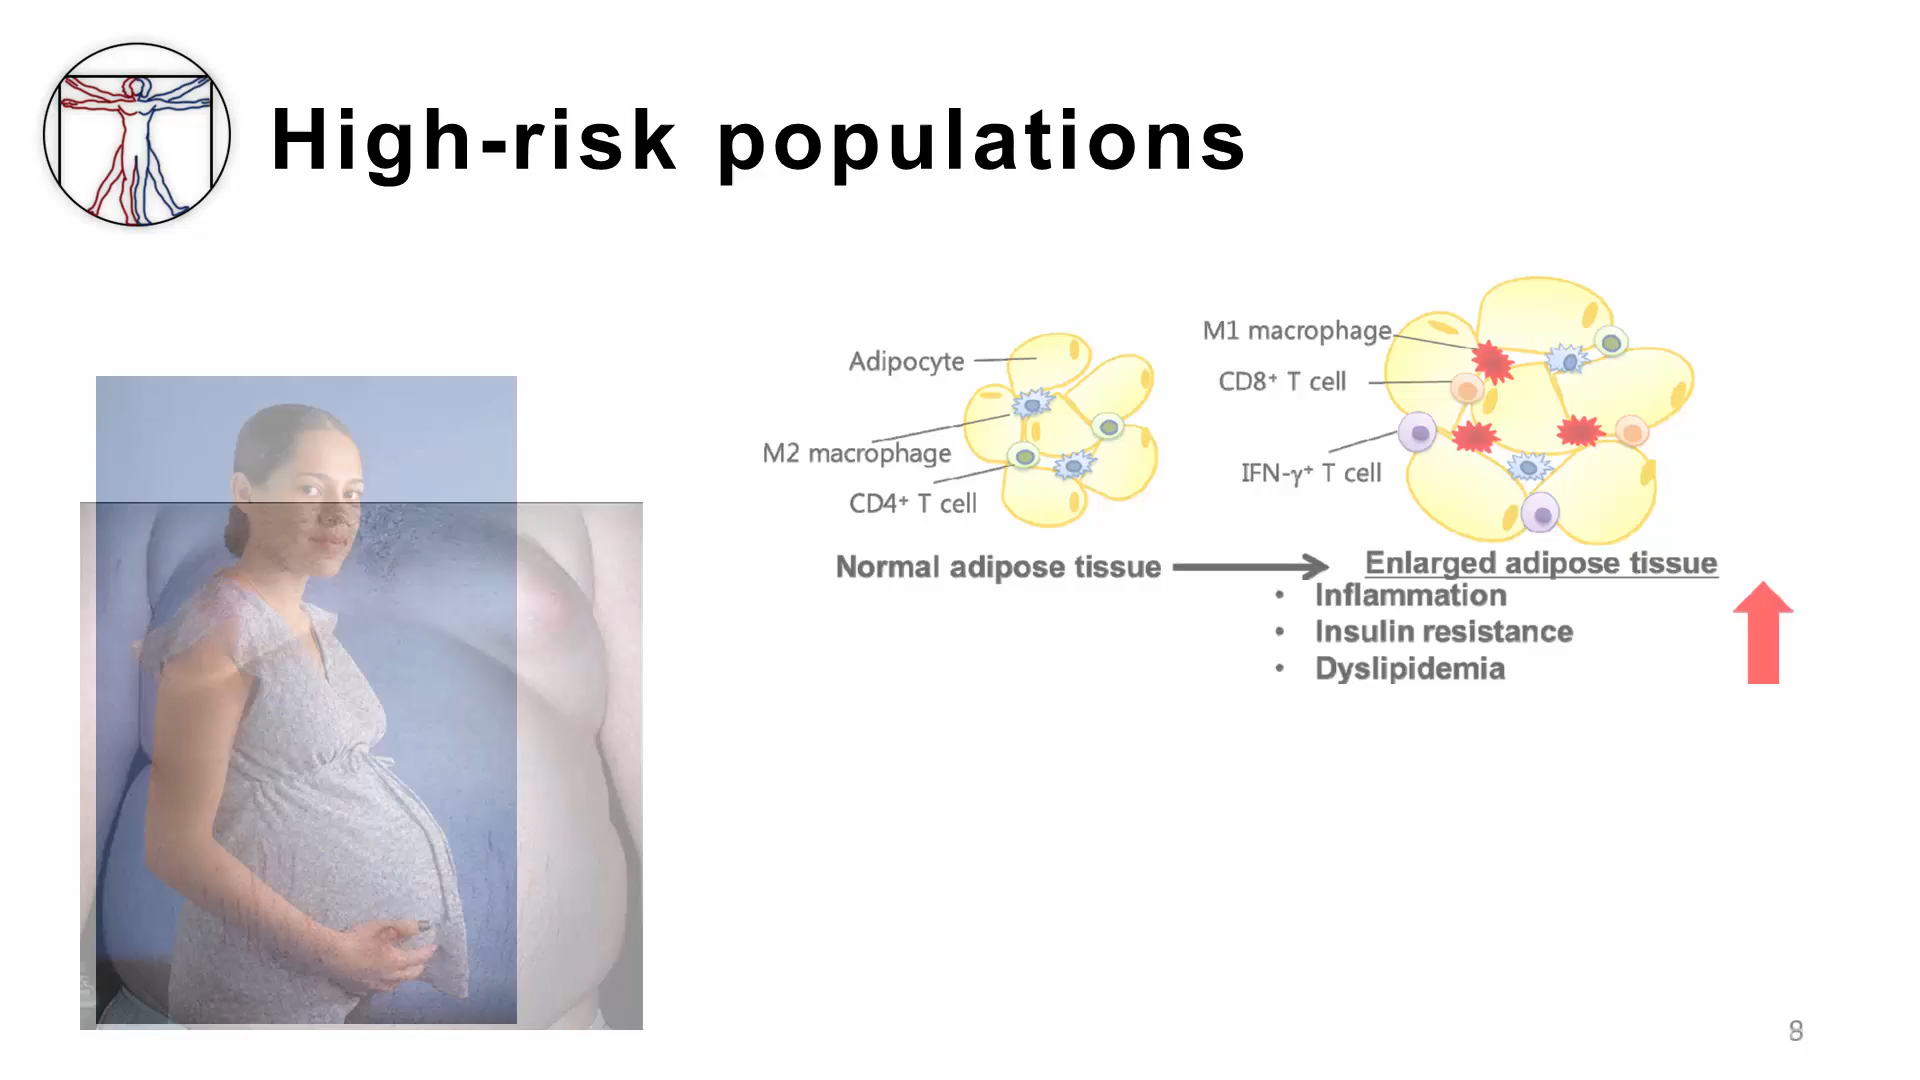 High-risk populations
Adipocyte
M2 macrophage
CD4⁺ T cell
Normal adipose tissue
M1 macrophage
CD8⁺ T cell
IFN-γ⁺ T cell
Enlarged adipose tissue
• Inflammation
• Insulin resistance
• Dyslipidemia
8